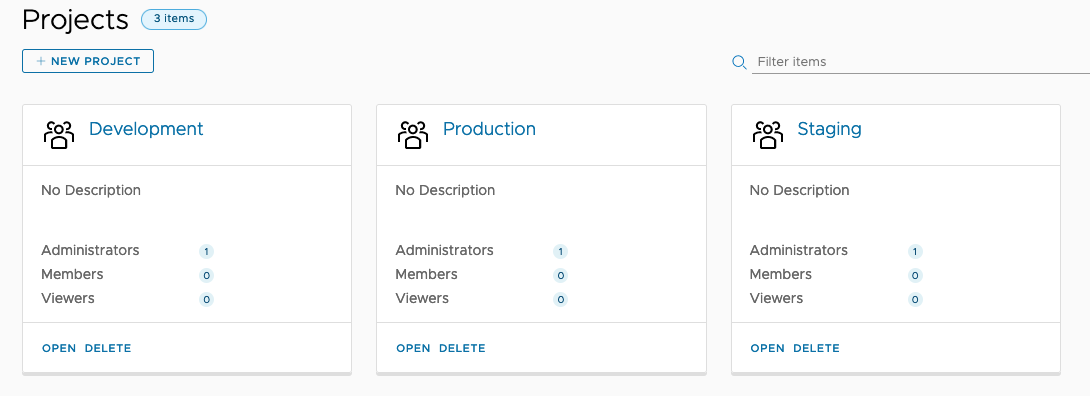 Projects 3 items
+ NEW PROJECT
Filter items
Development
No Description
Administrators 1
Members 0
Viewers 0
OPEN DELETE
Production
No Description
Administrators 1
Members 0
Viewers 0
OPEN DELETE
Staging
No Description
Administrators 1
Members 0
Viewers 0
OPEN DELETE